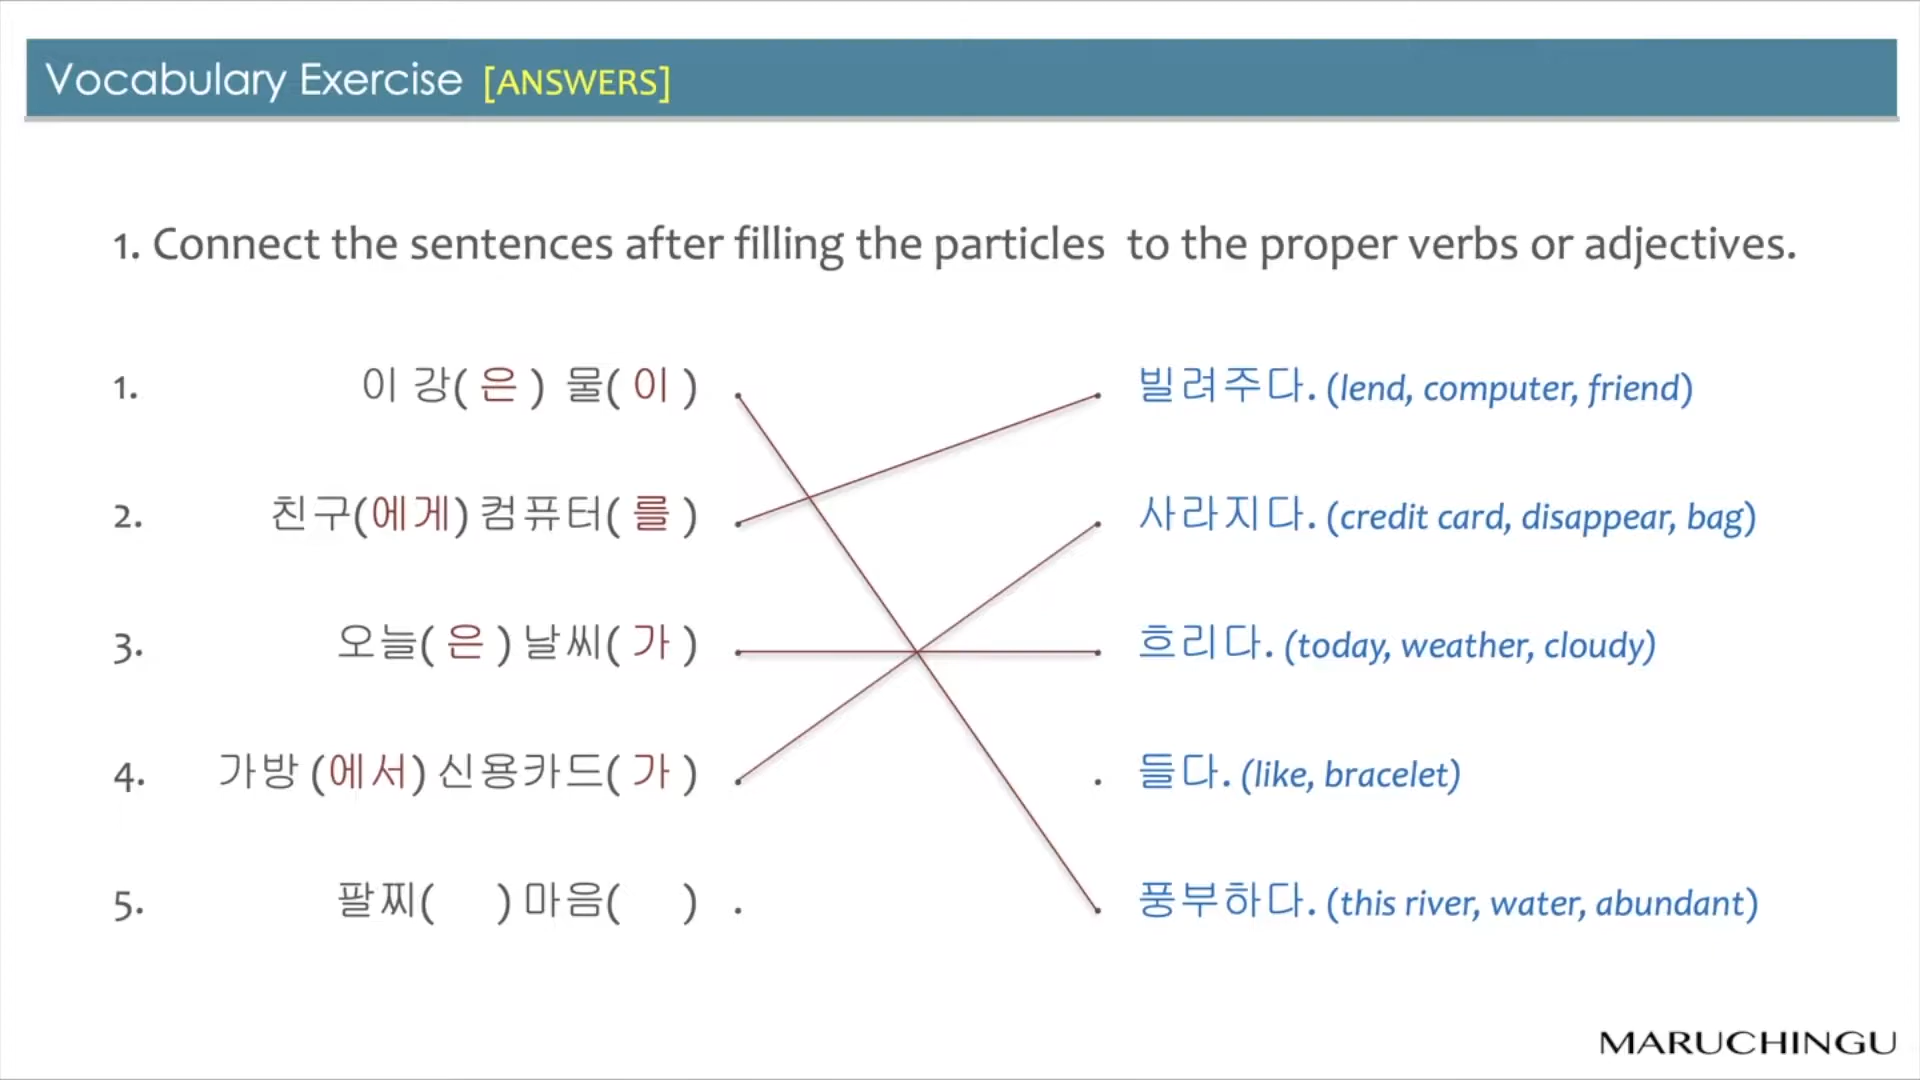 Vocabulary Exercise [ANSWERS]
1. Connect the sentences after filling the particles to the proper verbs or adjectives.
1. 이 강( 은 ) 물( 이 ) . . 빌려주다. (lend, computer, friend)
2. 친구(에게) 컴퓨터( 를 ) . . 사라지다. (credit card, disappear, bag)
3. 오늘( 은 ) 날씨( 가 ) . . 흐리다. (today, weather, cloudy)
4. 가방 (에서) 신용카드( 가 ) . . 들다. (like, bracelet)
5. 팔찌( ) 마음( ) . . 풍부하다. (this river, water, abundant)
MARUCHINGU